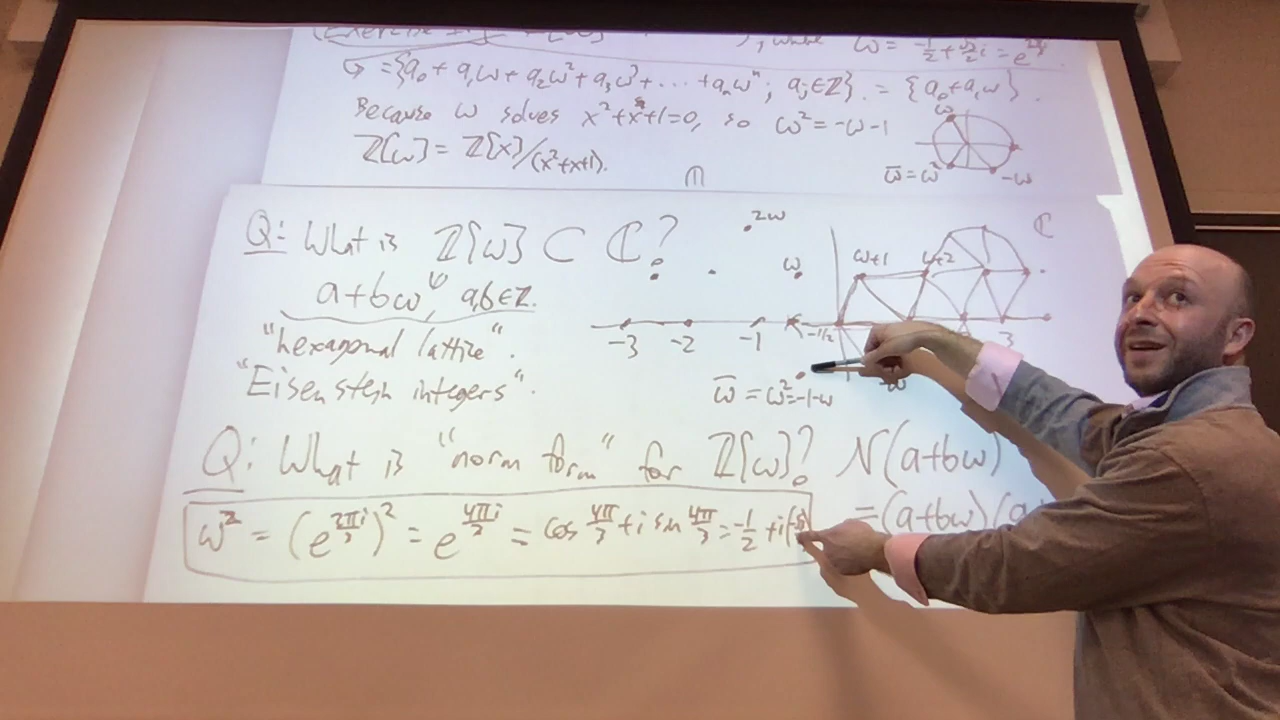 , where ω = -1/2 + √3/2 i = e
= {a₀ + a₁ω + a₂ω² + a₃ω³ + ... + aₙωⁿ; aⱼ ∈ ℤ}. = {a₀ + a₁ω}.
Because ω solves x² + x + 1 = 0, so ω² = -ω - 1
ω
ℤ[ω] = ℤ[x]/(x²+x+1).
ω̄ = ω²
-ω
Q: What is ℤ[ω] ⊂ ℂ?
2ω
ω
ω+1
ω+2
ℂ
a+bω, a,b ∈ ℤ.
"hexagonal lattice".
-3 -2 -1 -1/2 3
"Eisenstein integers".
ω̄ = ω² = -1-ω
-ω
Q: What is "norm form" for ℤ[ω]? N(a+bω)
= (a+bω)(a
ω² = (e^{2πi/3})² = e^{4πi/3} = cos 4π/3 + i sin 4π/3 = -1/2 + i(